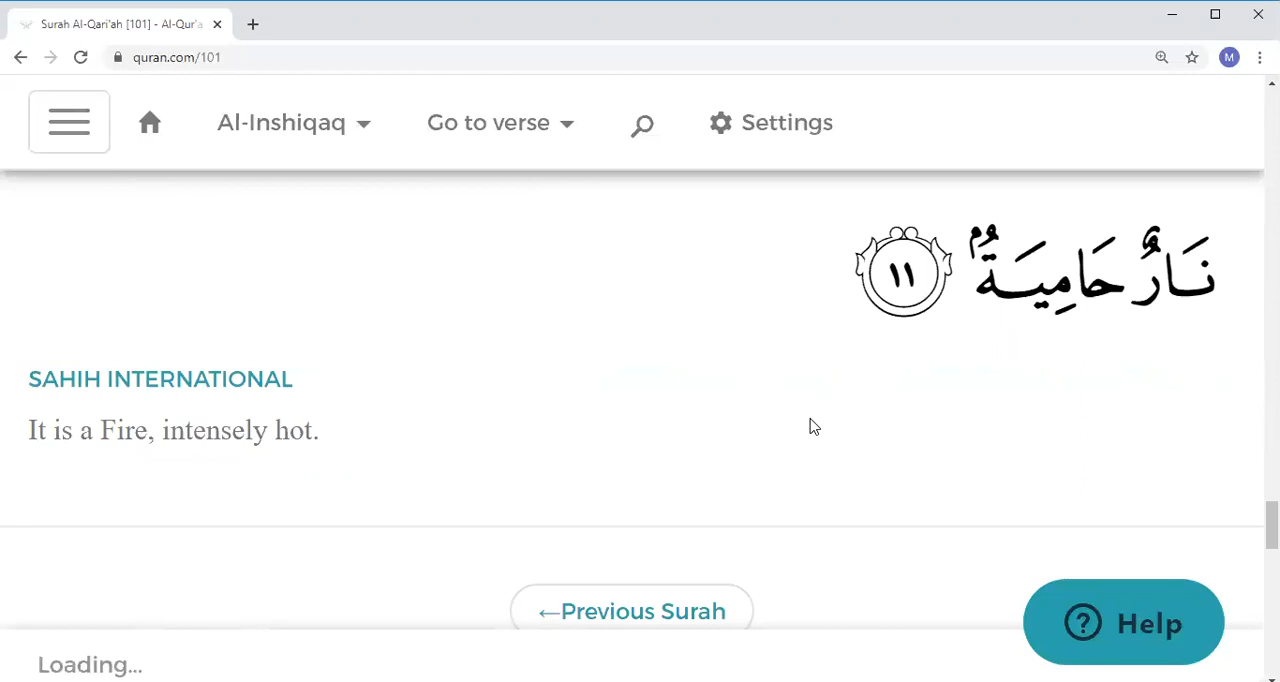 Surah Al-Qari'ah [101] - Al-Qur'a
quran.com/101
M
Al-Inshiqaq
Go to verse
Settings
نَارٌ حَامِيَةٌۢ ١١
SAHIH INTERNATIONAL
It is a Fire, intensely hot.
←Previous Surah
? Help
Loading...